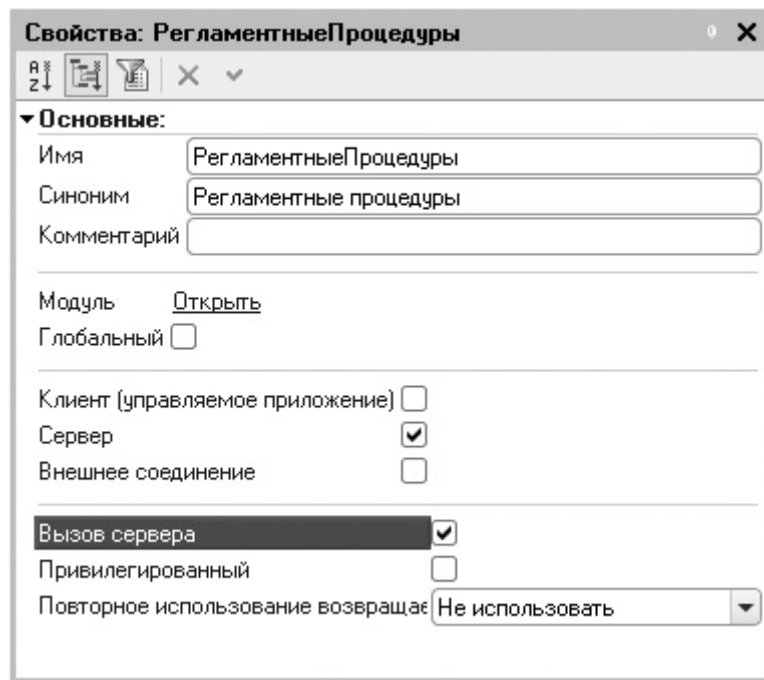 Свойства: РегламентныеПроцедуры
Основные:
Имя РегламентныеПроцедуры
Синоним Регламентные процедуры
Комментарий
Модуль Открыть
Глобальный
Клиент (управляемое приложение)
Сервер
Внешнее соединение
Вызов сервера
Привилегированный
Повторное использование возвращае Не использовать